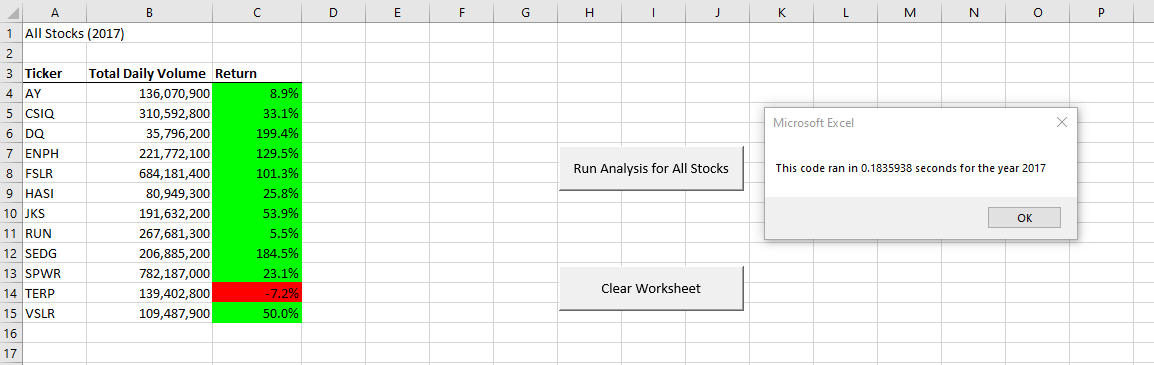 A B C D E F G H I J K L M N O P
1 All Stocks (2017)
2
3 Ticker Total Daily Volume Return
4 AY 136,070,900 8.9%
5 CSIQ 310,592,800 33.1%
6 DQ 35,796,200 199.4%
7 ENPH 221,772,100 129.5%
8 FSLR 684,181,400 101.3%
9 HASI 80,949,300 25.8%
10 JKS 191,632,200 53.9%
11 RUN 267,681,300 5.5%
12 SEDG 206,885,200 184.5%
13 SPWR 782,187,000 23.1%
14 TERP 139,402,800 -7.2%
15 VSLR 109,487,900 50.0%
16
17
Run Analysis for All Stocks
Clear Worksheet
Microsoft Excel
This code ran in 0.1835938 seconds for the year 2017
OK